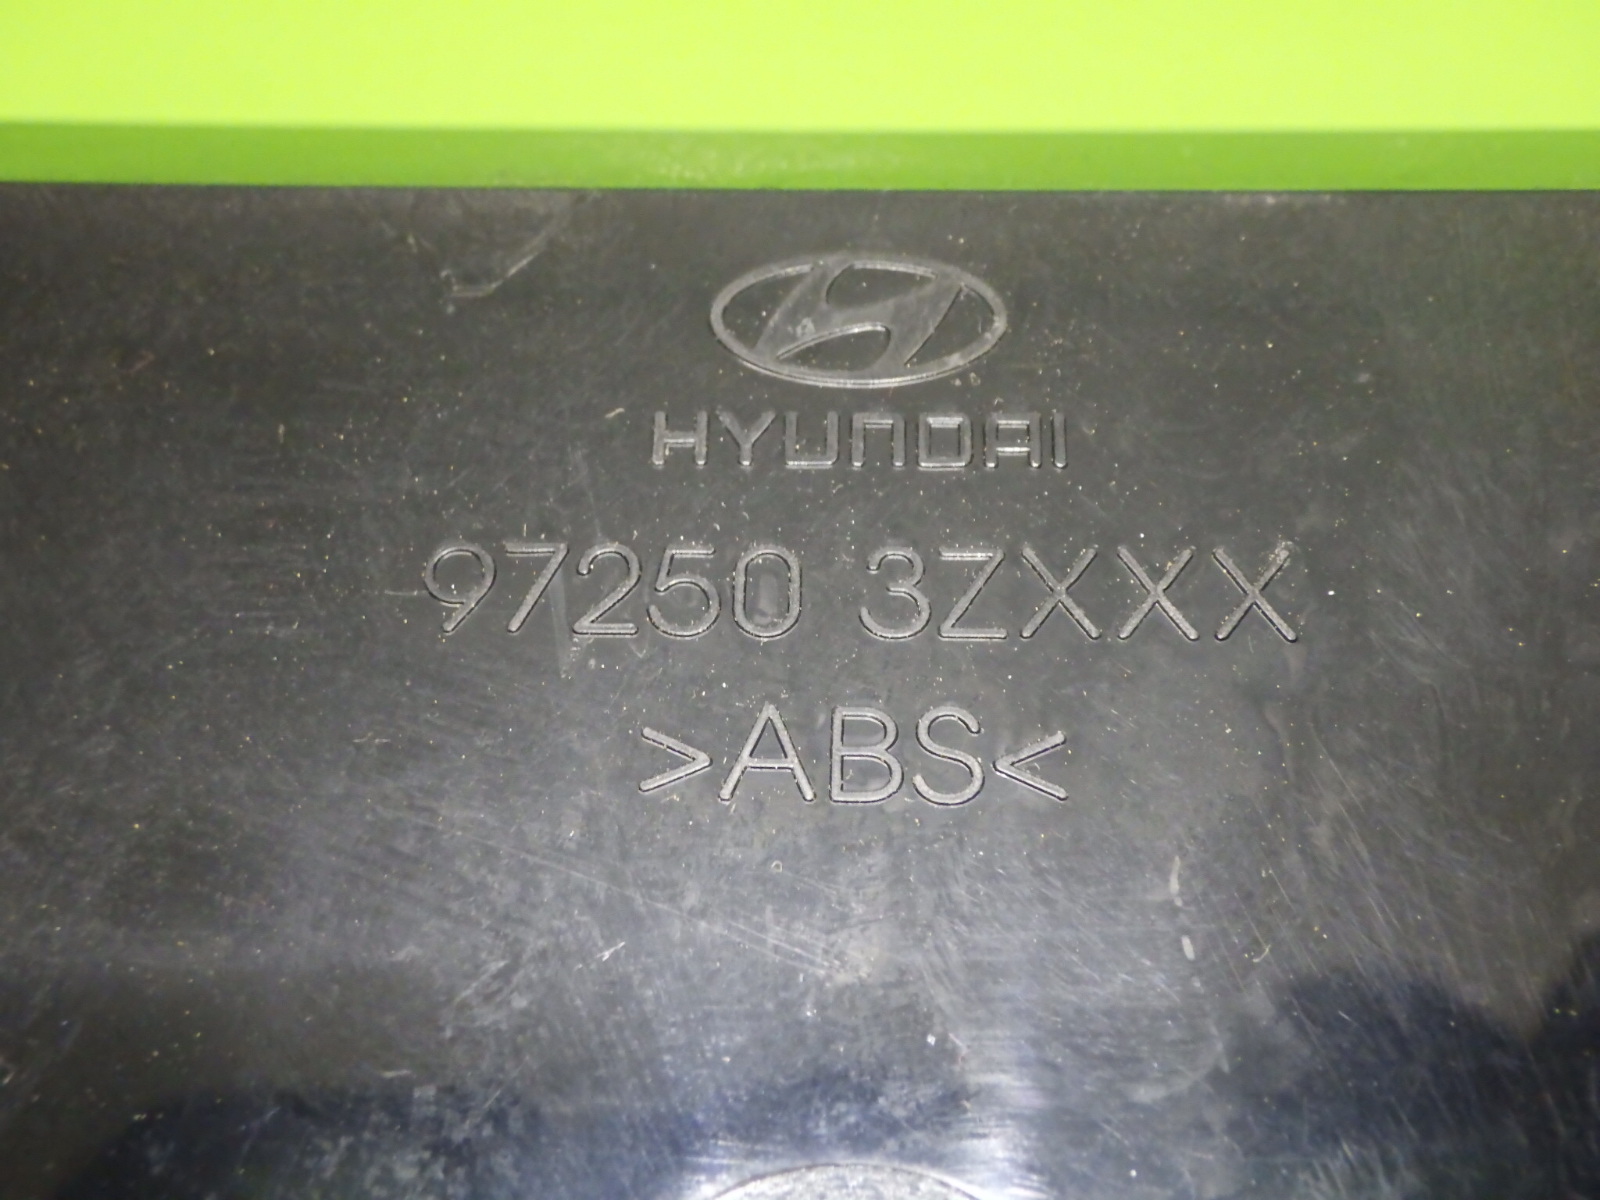 HYUNDAI
97250 3ZXXX
>ABS<